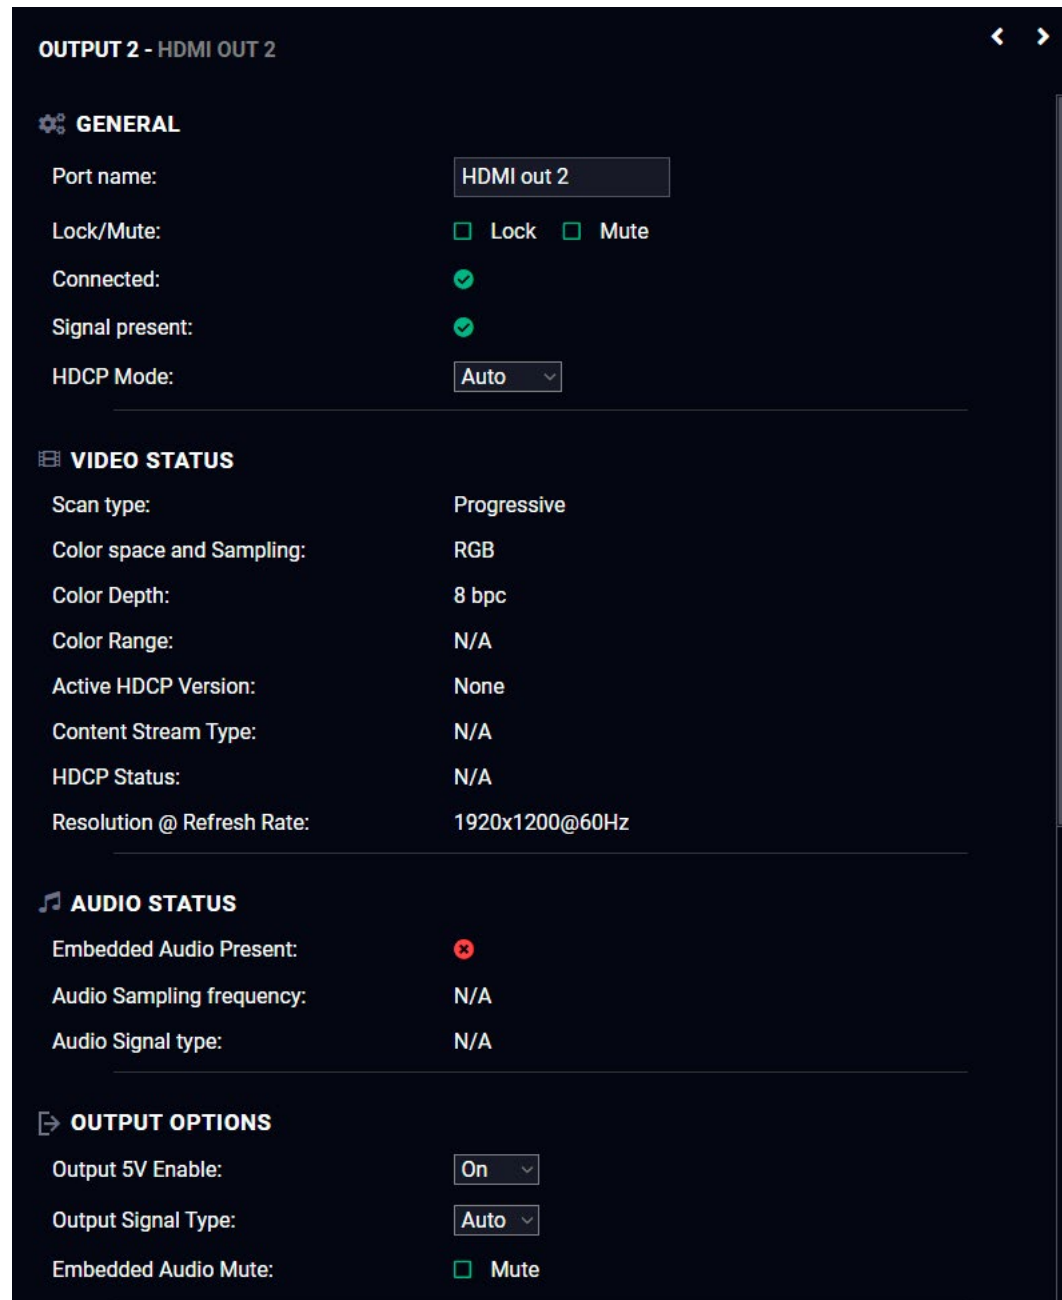 OUTPUT 2 - HDMI OUT 2
GENERAL
Port name: HDMI out 2
Lock/Mute: Lock Mute
Connected:
Signal present:
HDCP Mode: Auto
VIDEO STATUS
Scan type: Progressive
Color space and Sampling: RGB
Color Depth: 8 bpc
Color Range: N/A
Active HDCP Version: None
Content Stream Type: N/A
HDCP Status: N/A
Resolution @ Refresh Rate: 1920x1200@60Hz
AUDIO STATUS
Embedded Audio Present:
Audio Sampling frequency: N/A
Audio Signal type: N/A
OUTPUT OPTIONS
Output 5V Enable: On
Output Signal Type: Auto
Embedded Audio Mute: Mute